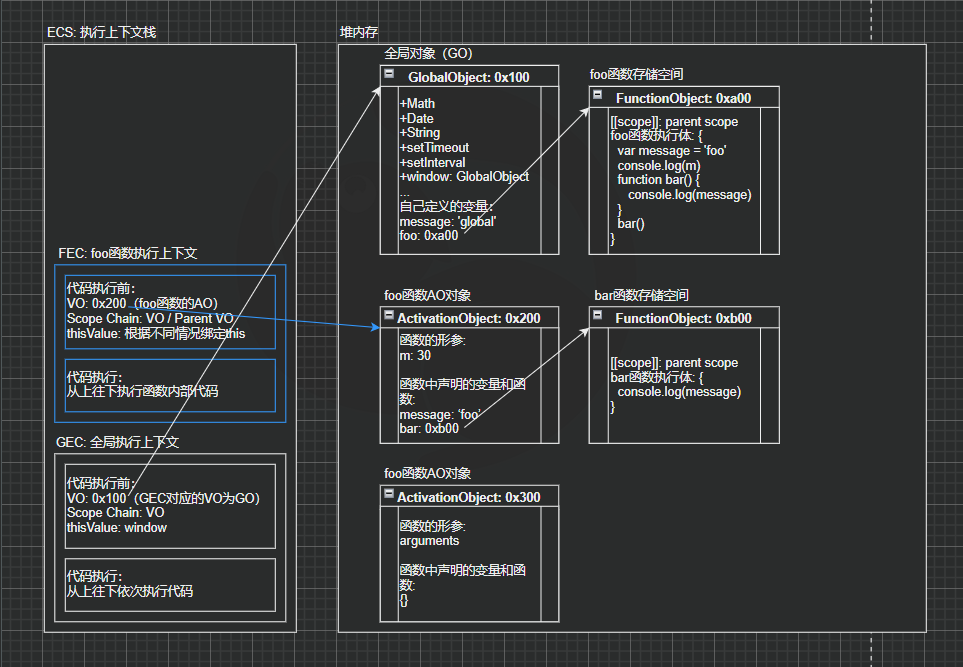 ECS: 执行上下文栈
FEC: foo函数执行上下文
代码执行前：
VO: 0x200（foo函数的AO）
Scope Chain: VO / Parent VO
thisValue: 根据不同情况绑定this
代码执行：
从上往下执行函数内部代码
GEC: 全局执行上下文
代码执行前：
VO: 0x100（GEC对应的VO为GO）
Scope Chain: VO
thisValue: window
代码执行：
从上往下依次执行代码
堆内存
全局对象（GO）
GlobalObject: 0x100
+Math
+Date
+String
+setTimeout
+setInterval
+window: GlobalObject
...
自己定义的变量：
message: 'global'
foo: 0xa00
foo函数存储空间
FunctionObject: 0xa00
[[scope]]: parent scope
foo函数执行体: {
var message = 'foo'
console.log(m)
function bar() {
console.log(message)
}
bar()
}
foo函数AO对象
ActivationObject: 0x200
函数的形参:
m: 30
函数中声明的变量和函
数:
message: ‘foo’
bar: 0xb00
bar函数存储空间
FunctionObject: 0xb00
[[scope]]: parent scope
bar函数执行体: {
console.log(message)
}
foo函数AO对象
ActivationObject: 0x300
函数的形参:
arguments
函数中声明的变量和函
数:
{}